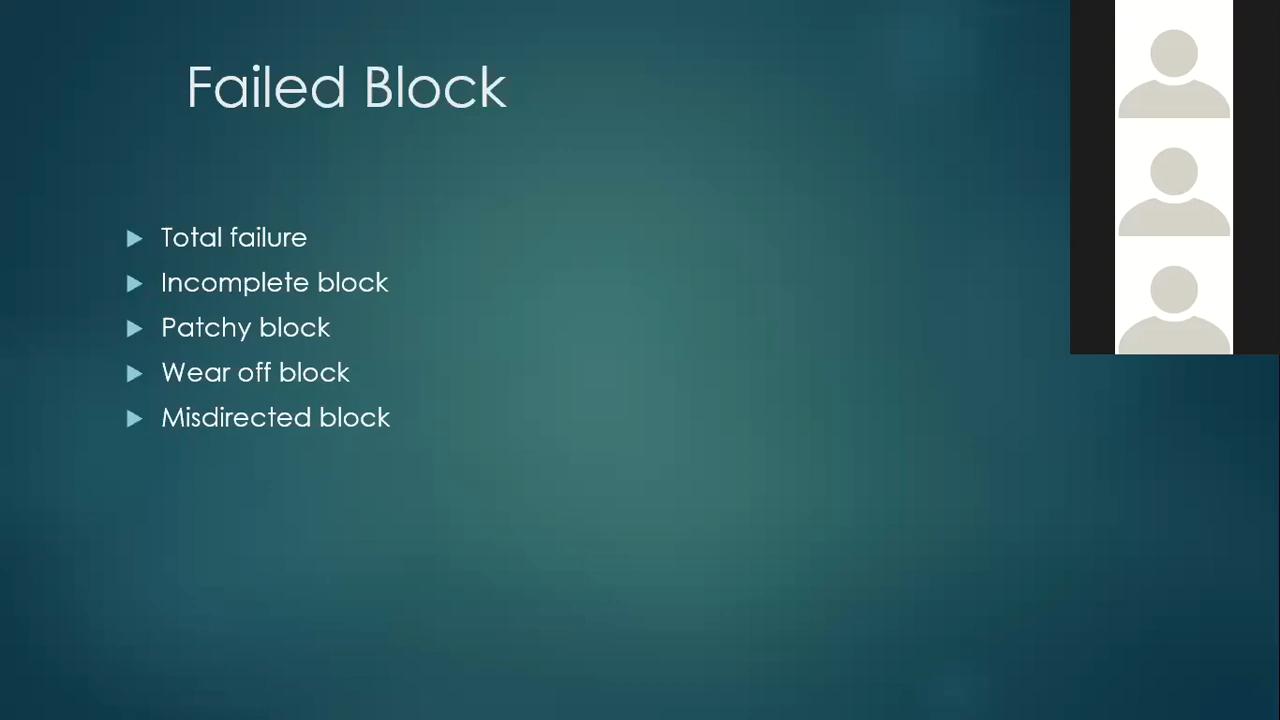 Failed Block
Total failure
Incomplete block
Patchy block
Wear off block
Misdirected block